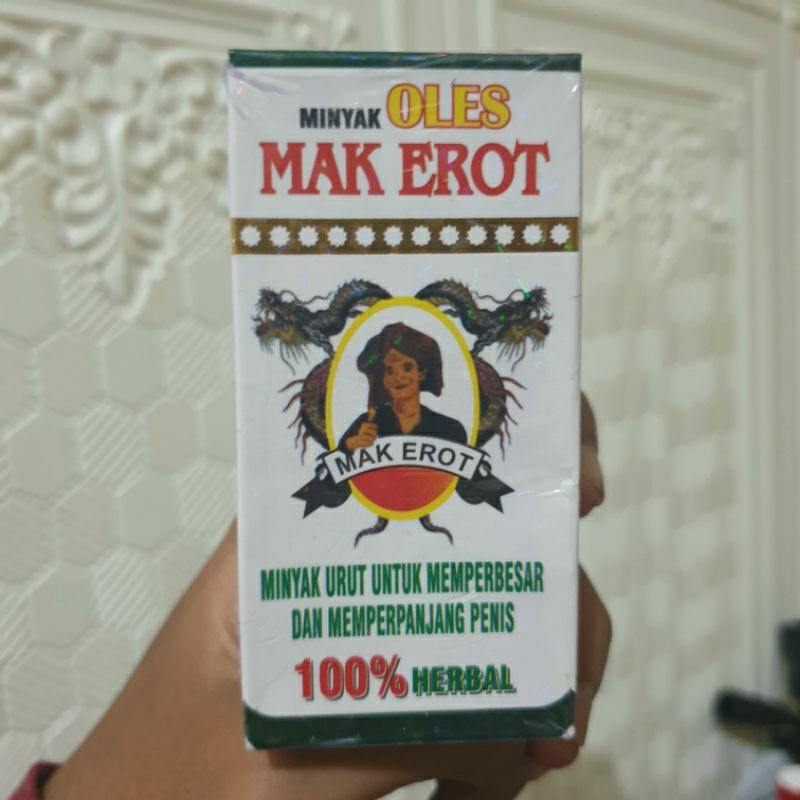 MINYAK OLES
MAK EROT
MAK EROT
MINYAK URUT UNTUK MEMPERBESAR
DAN MEMPERPANJANG PENIS
100% HERBAL